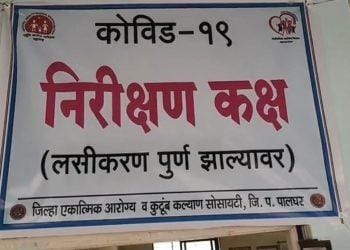 कोविड-१९
निरीक्षण कक्ष
(लसीकरण पुर्ण झाल्यावर)
जिल्हा एकात्मिक आरोग्य व कुटूंब कल्याण सोसायटी, जि. प. पालघर